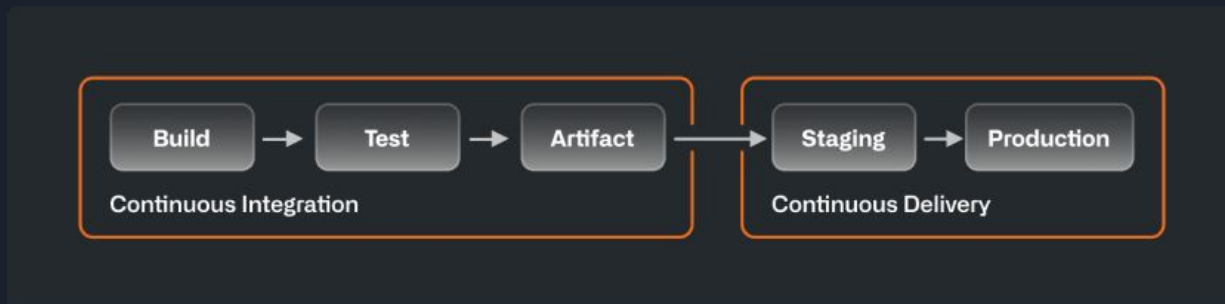 Build
Test
Artifact
Staging
Production
Continuous Integration
Continuous Delivery